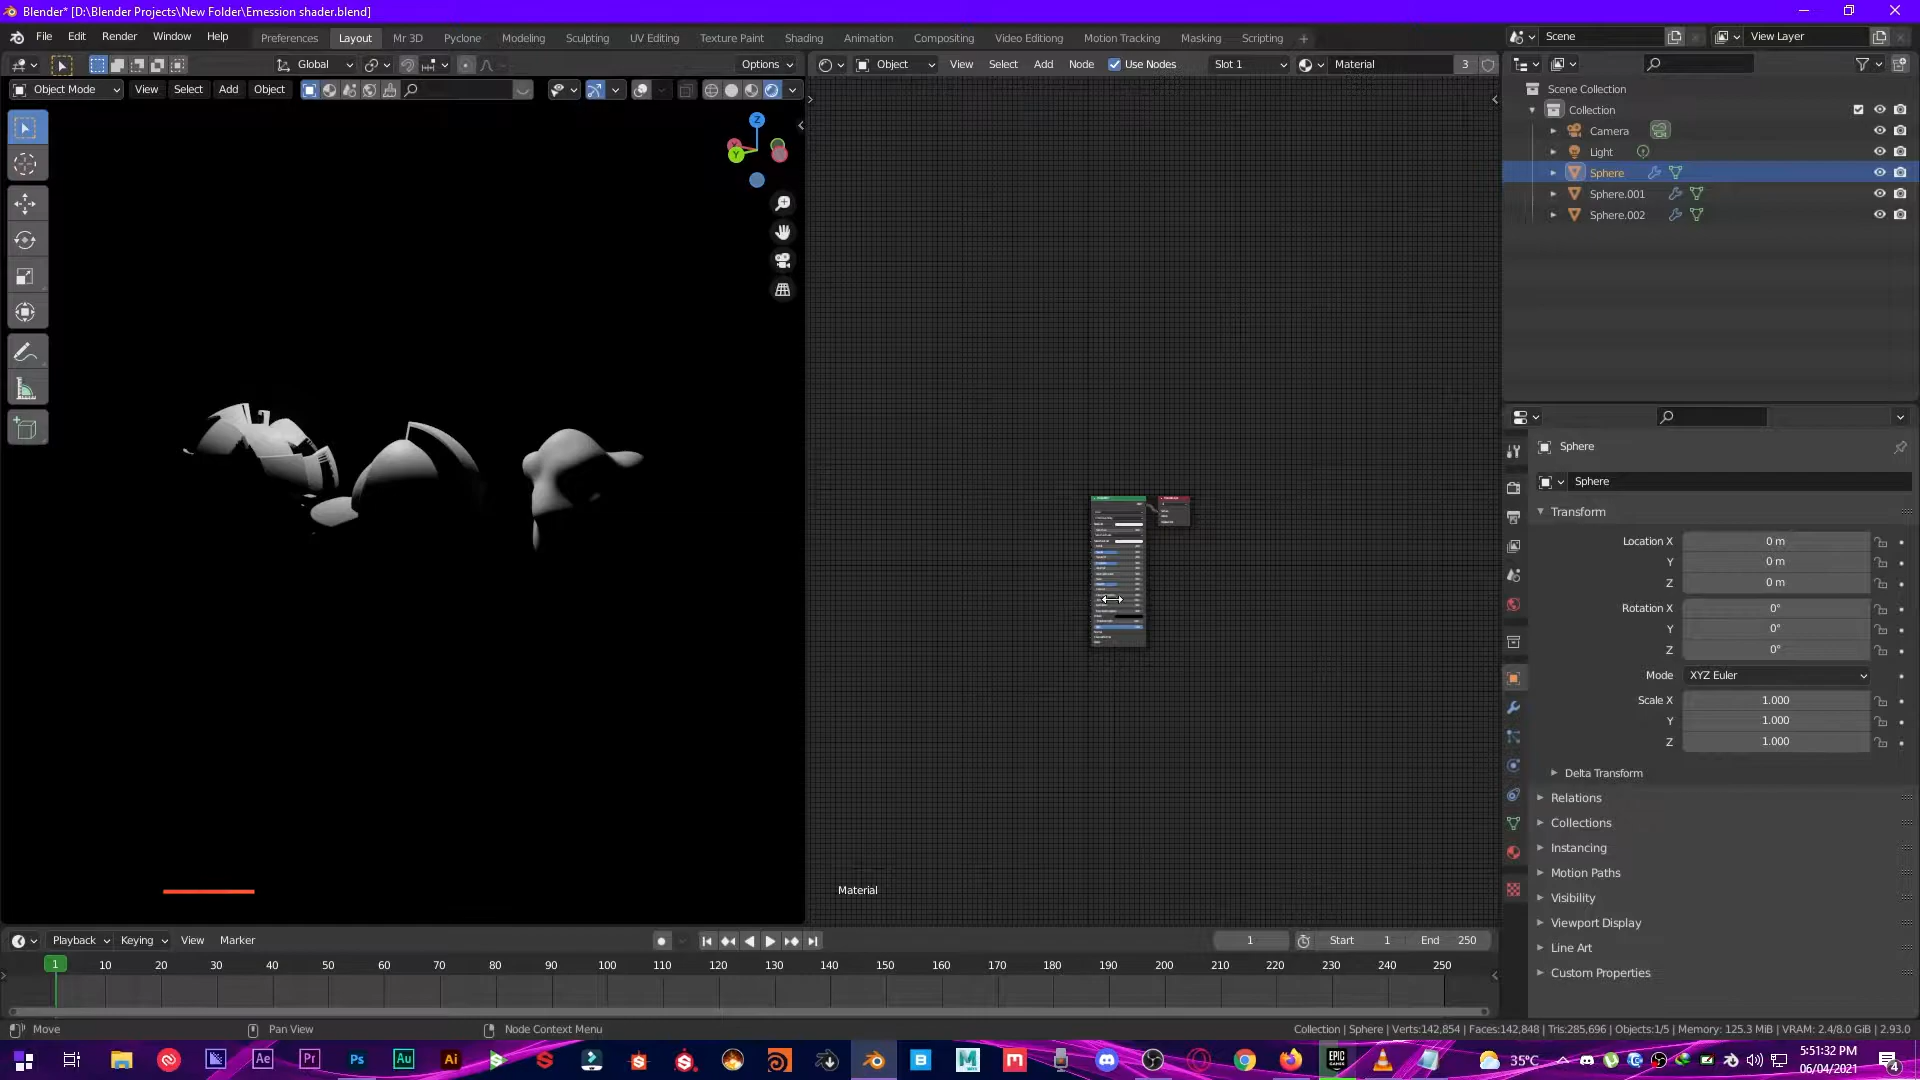 Blender* [D:\Blender Projects\New Folder\Emession shader.blend]
File Edit Render Window Help Preferences Layout Mr 3D Pyclone Modeling Sculpting UV Editing Texture Paint Shading Animation Compositing Video Editiong Motion Tracking Masking Scripting Scene View Layer
Global Options Object View Select Add Node Use Nodes Slot 1 Material 3
Object Mode View Select Add Object
Z
Y
Scene Collection
Collection
Camera
Light
Sphere
Sphere.001
Sphere.002
Sphere
Sphere
Transform
Location X 0 m
Y 0 m
Z 0 m
Rotation X 0°
Y 0°
Z 0°
Mode XYZ Euler
Scale X 1.000
Y 1.000
Z 1.000
Delta Transform
Relations
Collections
Instancing
Motion Paths
Visibility
Viewport Display
Line Art
Custom Properties
Material
Playback Keying View Marker 1 Start 1 End 250
1 10 20 30 40 50 60 70 80 90 100 110 120 130 140 150 160 170 180 190 200 210 220 230 240 250
Move Pan View Node Context Menu Collection | Sphere | Verts:142,854 | Faces:142,848 | Tris:285,696 | Objects:1/5 | Memory: 125.3 MiB | VRAM: 2.4/8.0 GiB | 2.93.0
Ae Pr Ps Au Ai B M EPIC GAMES 35°C 5:51:32 PM
06/04/2021 4